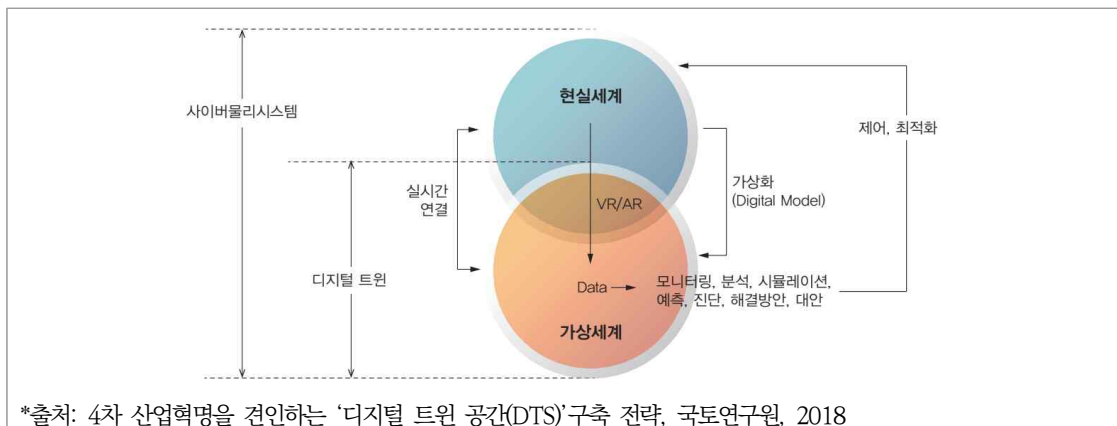 현실세계
사이버물리시스템
제어, 최적화
실시간
연결
가상화
(Digital Model)
VR/AR
디지털 트윈
Data
모니터링, 분석, 시뮬레이션,
예측, 진단, 해결방안, 대안
가상세계
*출처: 4차 산업혁명을 견인하는 ‘디지털 트윈 공간(DTS)’구축 전략, 국토연구원, 2018